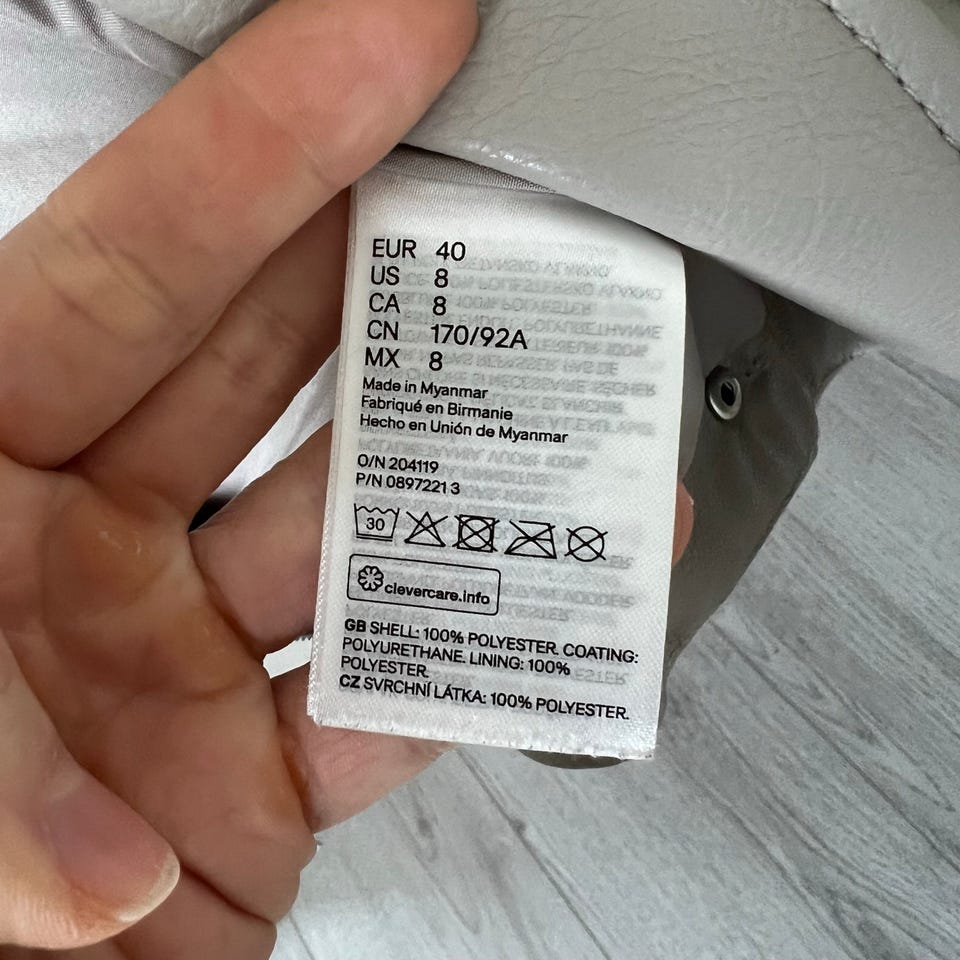 EUR 40
US 8
CA 8
CN 170/92A
MX 8
Made in Myanmar
Fabriqué en Birmanie
Hecho en Unión de Myanmar
O/N 204119
P/N 0897221 3
30
clevercare.info
GB SHELL: 100% POLYESTER. COATING:
POLYURETHANE. LINING: 100%
POLYESTER.
CZ SVRCHNÍ LÁTKA: 100% POLYESTER.